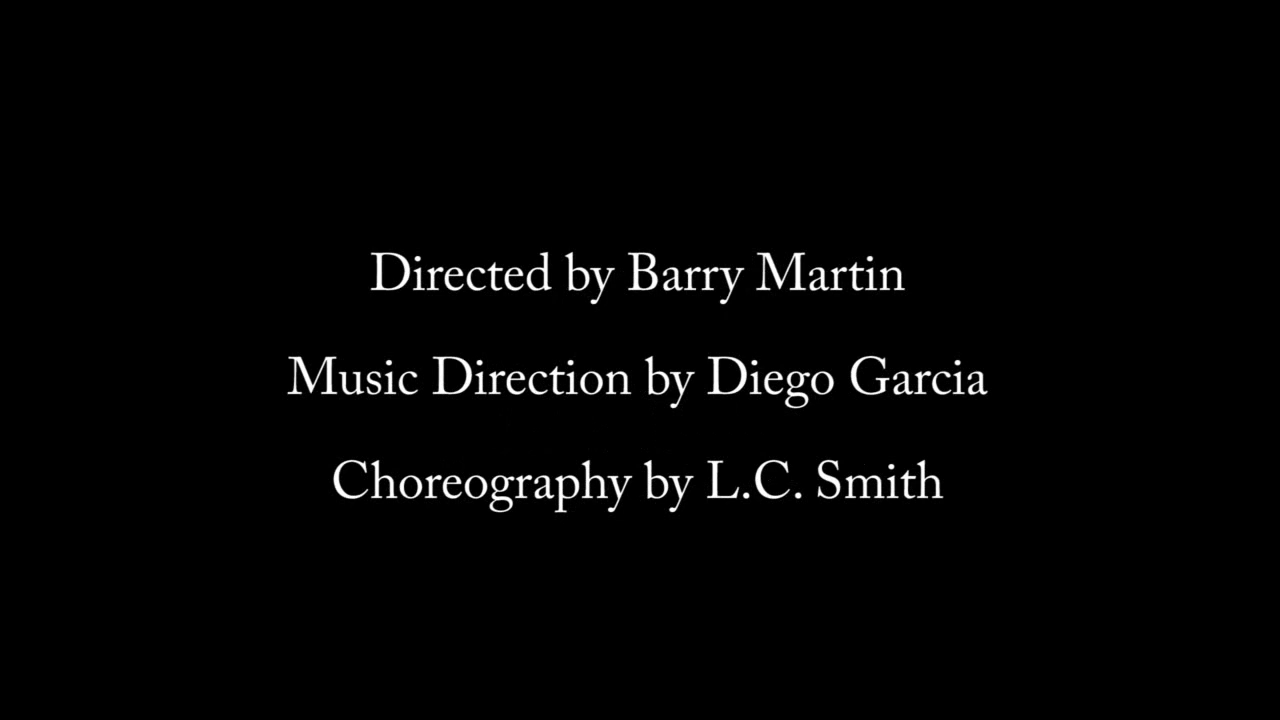 Directed by Barry Martin
Music Direction by Diego Garcia
Choreography by L.C. Smith